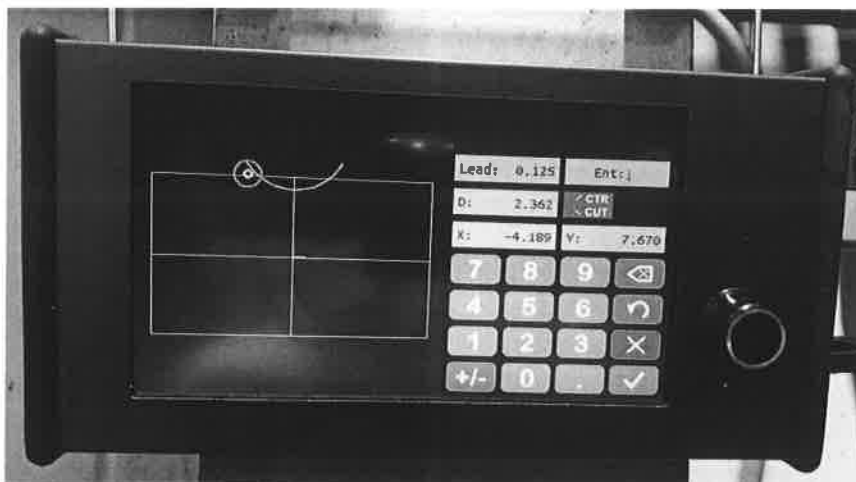 Lead: 0.125 Ent:↓
D: 2.362 CTR
CUT
X: -4.189 Y: 7.670
7 8 9
4 5 6
1 2 3
+/- 0 .